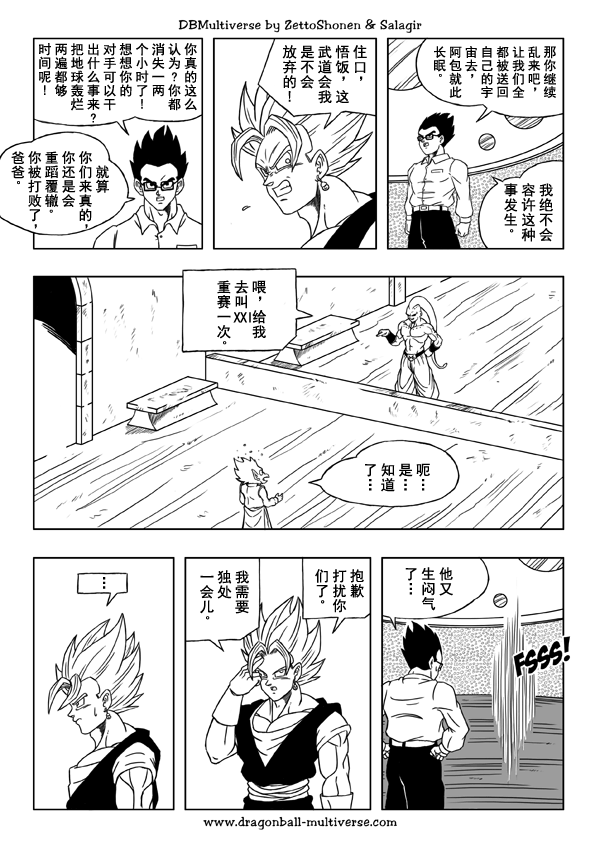 DBMultiverse by ZettoShonen & Salagir
你真的这么
认为?你都
消失一两
个小时了!
想想你的
对手可以干
出什么事来?
把地球轰烂
两遍都够
时间呢!
就算
你们来真的,
你还是会
重蹈覆辙。
你被打败了,
爸爸。
住口,
悟饭,这
武道会我
是不会
放弃的!
那你继续
乱来吧,
让我们全
都被送回
自己的宇
宙去,
阿包就此
长眠。
我绝不会
容许这种
事发生。
喂,给我
去叫XXI
重赛一次。
呃…
是…
知道
了…
…
我需要
独处
一会儿。
抱歉
打扰你
们了。
他又
生闷气
了…
FSSS!
www.dragonball-multiverse.com